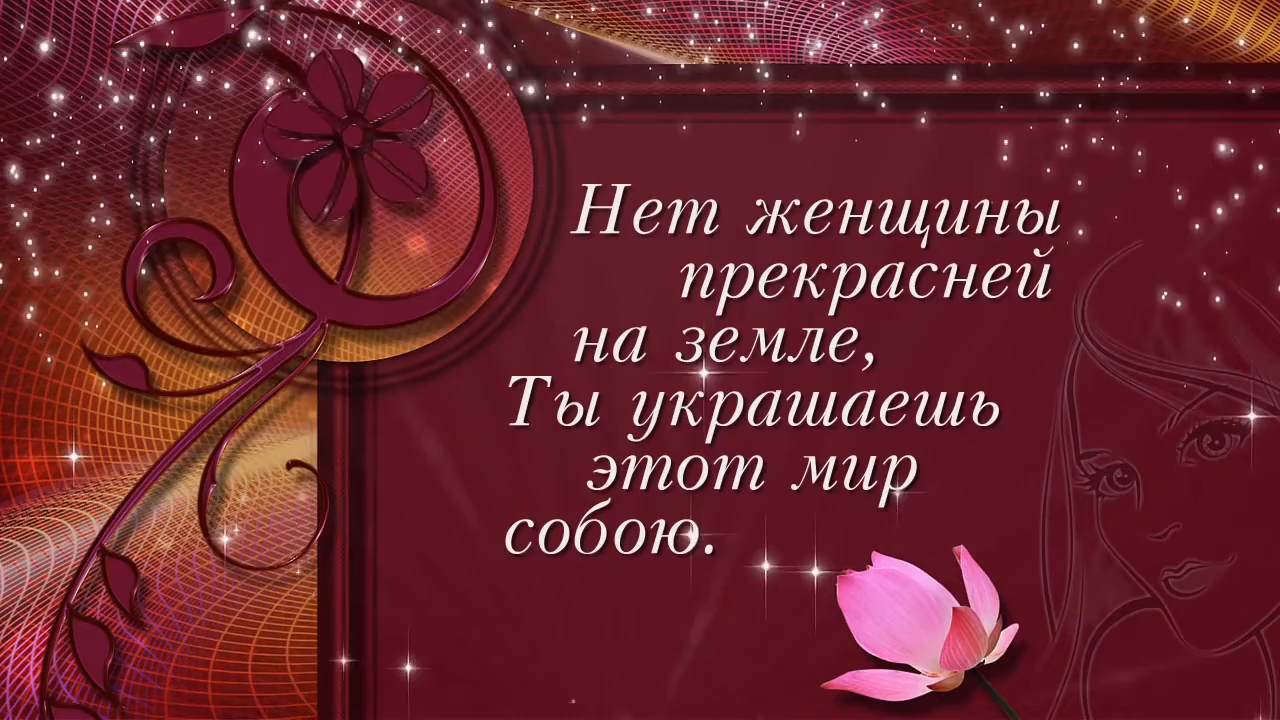 Нет женщины
прекрасней
на земле,
Ты украшаешь
этот мир
собою.